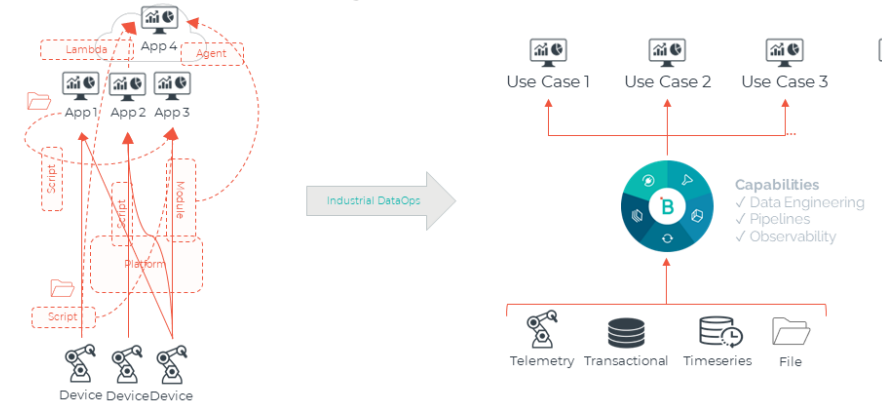 App 4
Lambda
Agent
App 1
App 2
App 3
Script
Script
Module
Platform
Script
Device
Device
Device
Industrial DataOps
Use Case 1
Use Case 2
Use Case 3
...
B
Capabilities
✓ Data Engineering
✓ Pipelines
✓ Observability
Telemetry
Transactional
Timeseries
File